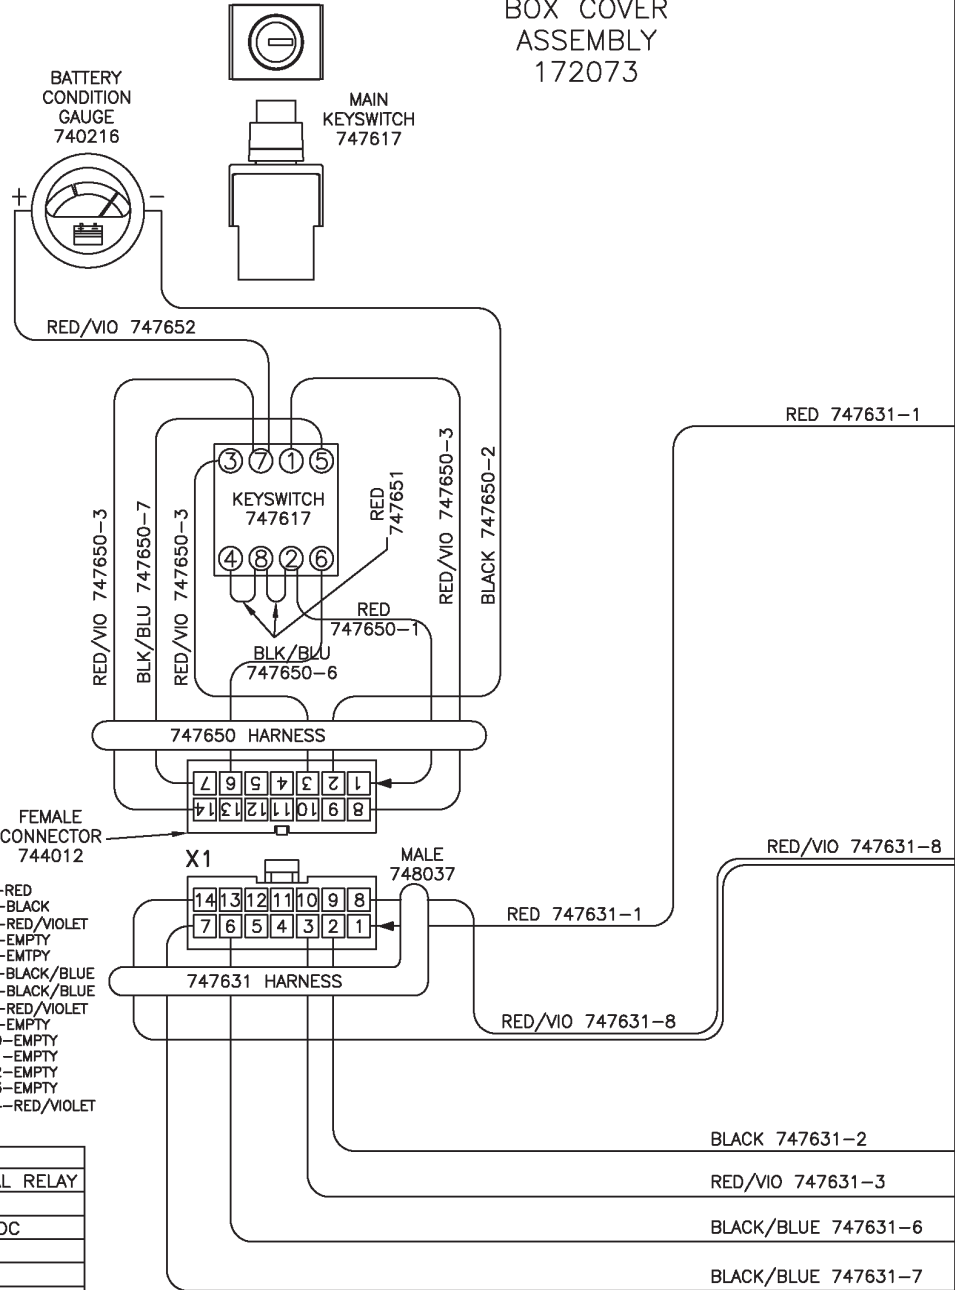 BOX COVER
ASSEMBLY
172073
BATTERY
CONDITION
GAUGE
740216
MAIN
KEYSWITCH
747617
+
−
RED/VIO 747652
RED 747631-1
3 7 1 5
KEYSWITCH
747617
4 8 2 6
RED
747651
RED/VIO 747650-3
BLK/BLU 747650-7
RED/VIO 747650-3
RED/VIO 747650-3
BLACK 747650-2
RED
747650-1
BLK/BLU
747650-6
747650 HARNESS
7 6 5 4 3 2 1
14 13 12 11 10 9 8
FEMALE
CONNECTOR
744012
X1
MALE
748037
RED/VIO 747631-8
14 13 12 11 10 9 8
7 6 5 4 3 2 1
RED 747631-1
747631 HARNESS
RED/VIO 747631-8
-RED
-BLACK
-RED/VIOLET
-EMPTY
-EMTPY
-BLACK/BLUE
-BLACK/BLUE
-RED/VIOLET
-EMPTY
-EMPTY
-EMPTY
-EMPTY
-EMPTY
-RED/VIOLET
BLACK 747631-2
RELAY
RED/VIO 747631-3
BLACK/BLUE 747631-6
BLACK/BLUE 747631-7